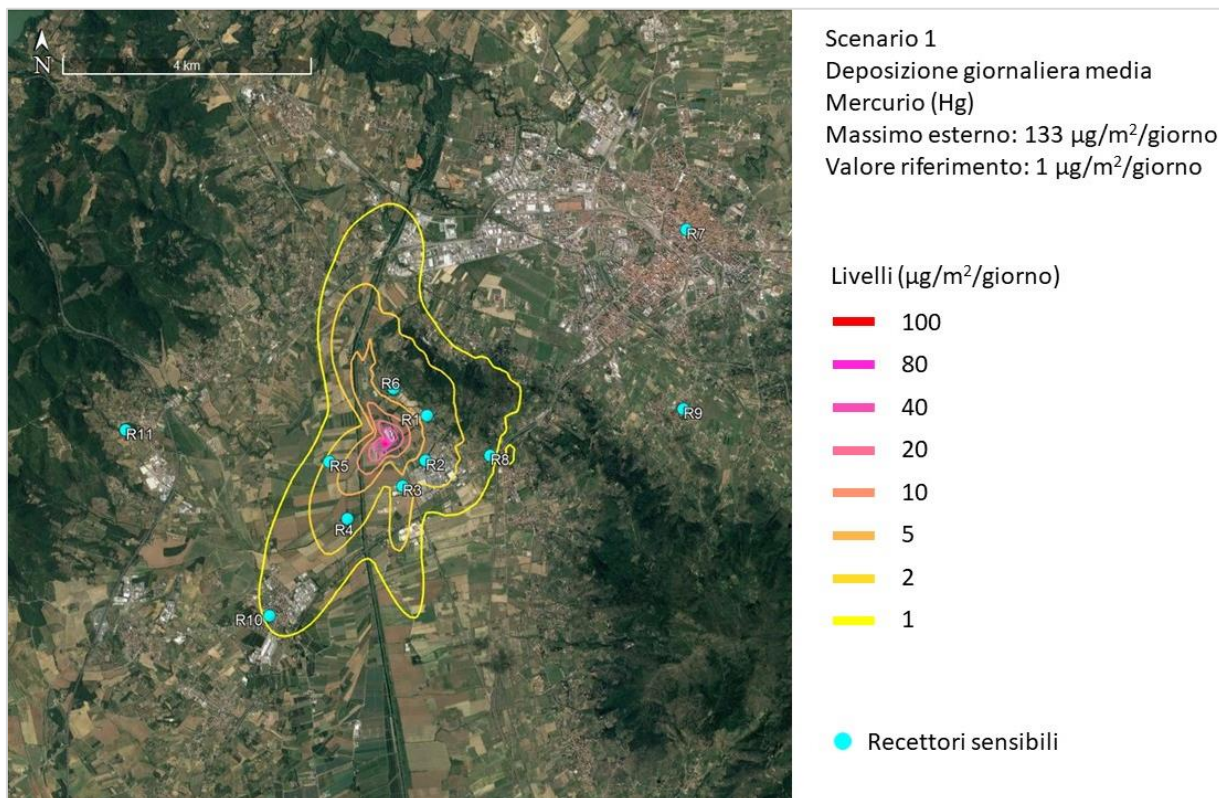 Scenario 1
Deposizione giornaliera media
Mercurio (Hg)
Massimo esterno: 133 µg/m²/giorno
Valore riferimento: 1 µg/m²/giorno
Livelli (µg/m²/giorno)
100
80
40
20
10
5
2
1
Recettori sensibili
N
4 km
R7
R6
R1
R9
R11
R5
R2
R8
R3
R4
R10